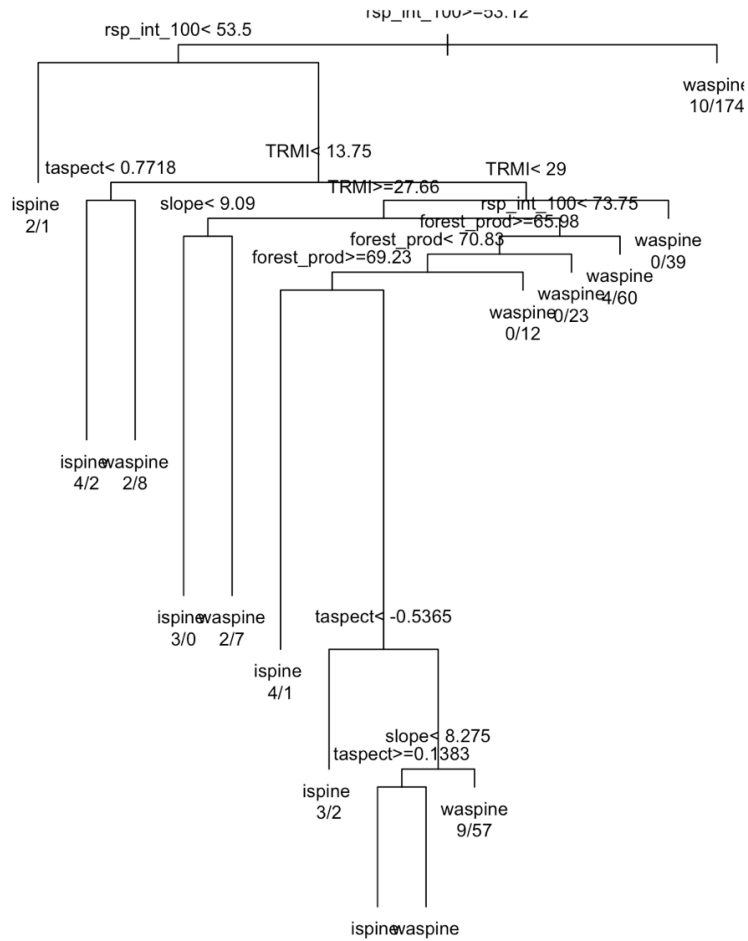 rsp_int_100>=53.12
rsp_int_100< 53.5
waspine
10/174
TRMI< 13.75
taspect< 0.7718
TRMI< 29
TRMI>=27.66
slope< 9.09
rsp_int_100< 73.75
ispine
2/1
forest_prod>=65.98
forest_prod< 70.83
waspine
0/39
forest_prod>=69.23
waspine
4/60
waspine
0/23
waspine
0/12
ispine
4/2
waspine
2/8
ispine
3/0
waspine
2/7
taspect< -0.5365
ispine
4/1
slope< 8.275
taspect>=0.1383
ispine
3/2
waspine
9/57
ispine
waspine